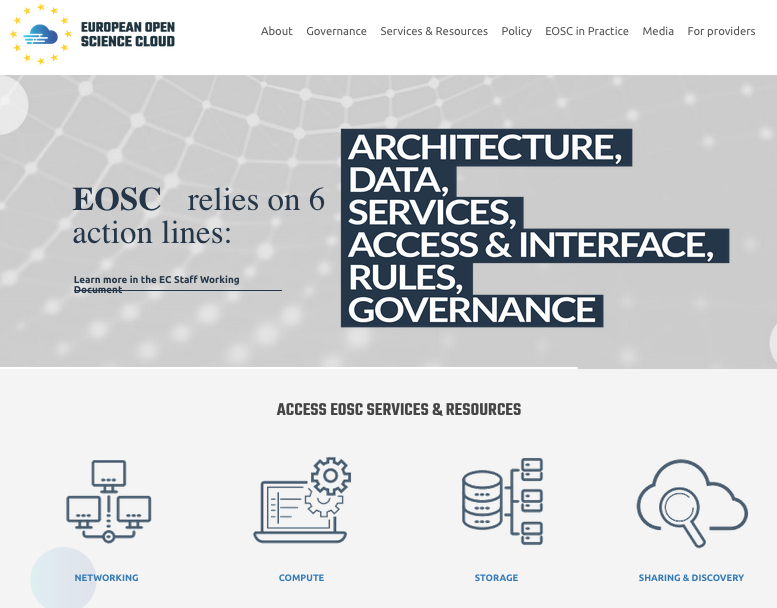 EUROPEAN OPEN
SCIENCE CLOUD
About Governance Services & Resources Policy EOSC in Practice Media For providers
EOSC relies on 6
action lines:
Learn more in the EC Staff Working
Document
ARCHITECTURE,
DATA,
SERVICES,
ACCESS & INTERFACE,
RULES,
GOVERNANCE
ACCESS EOSC SERVICES & RESOURCES
NETWORKING COMPUTE STORAGE SHARING & DISCOVERY